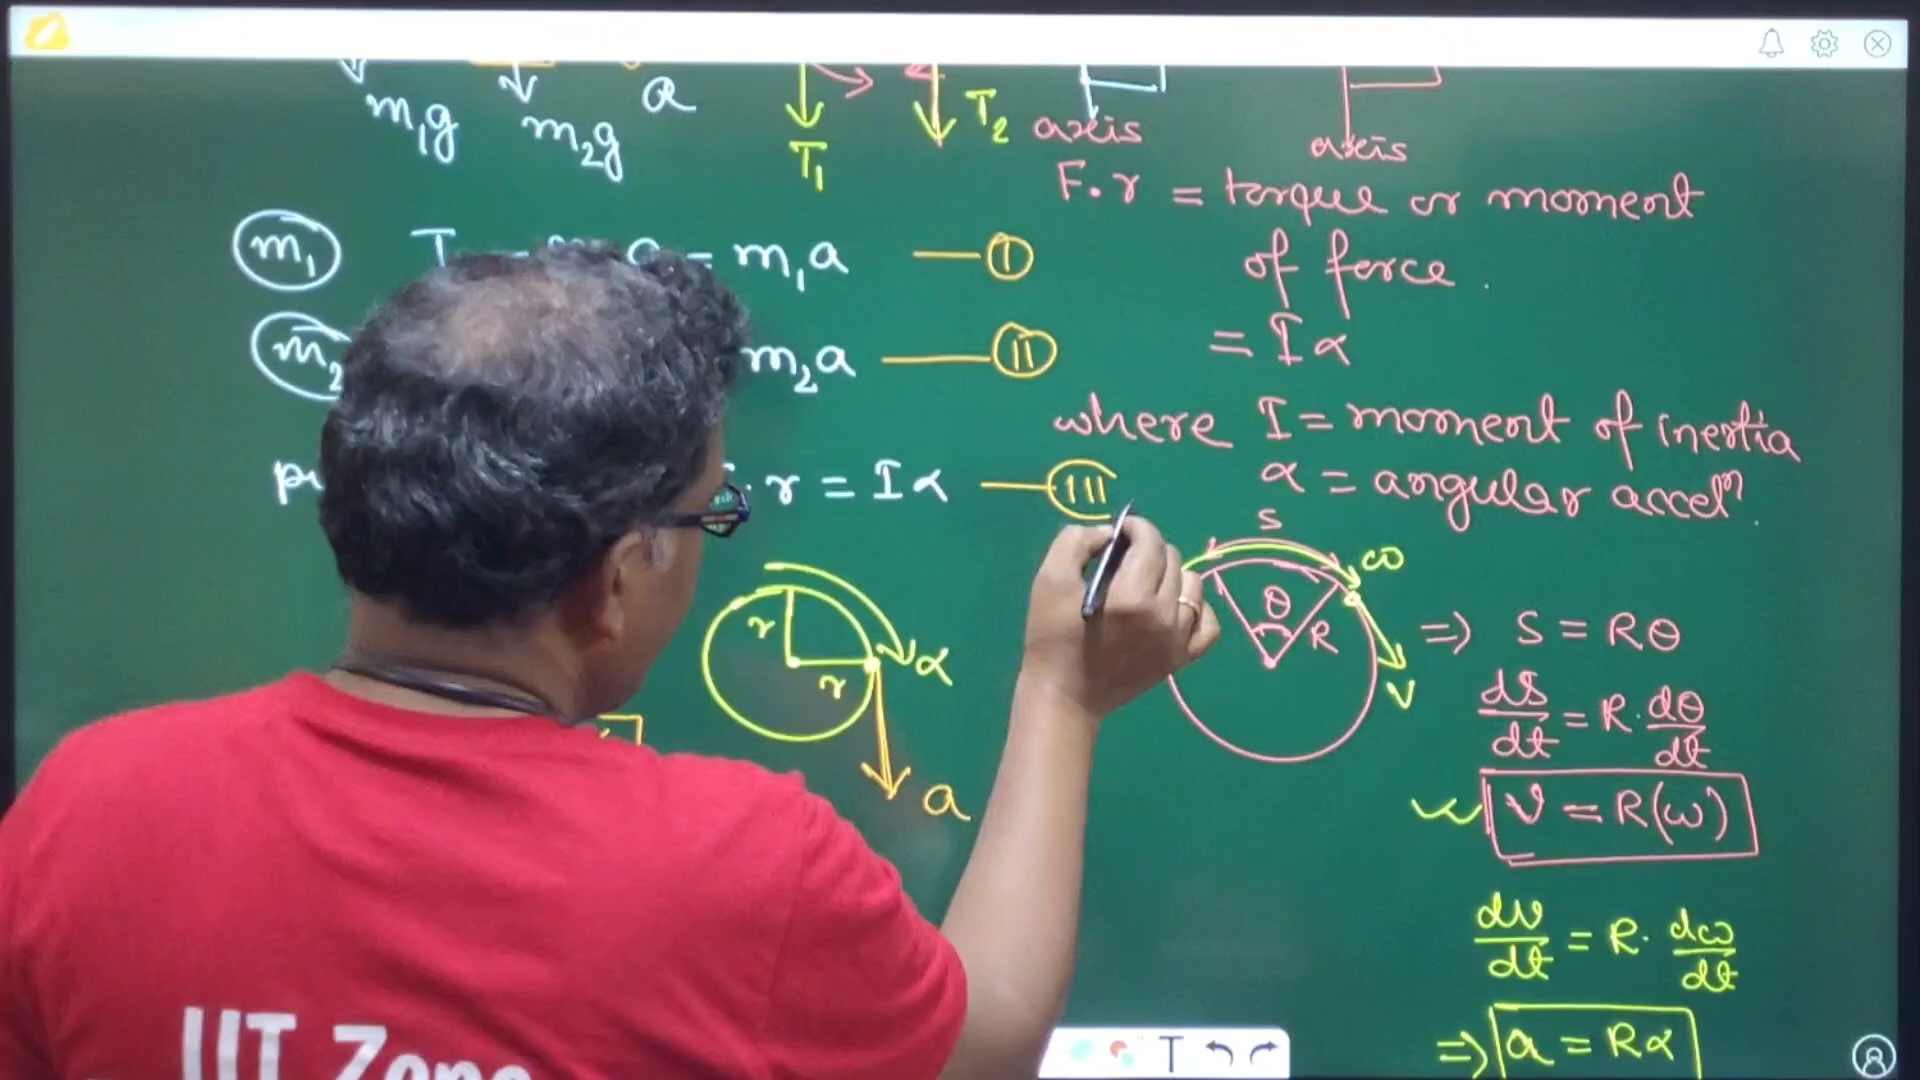 m₁g
m₂g
a
T₁
T₂
axis
axis
F.r = torque or moment
of force.
= Iα
where I = moment of inertia
α = angular accelⁿ.
m₁
= m₁a — I
m₂
m₂a — II
.r = Iα — III
r
r
α
a
S
θ
R
ω
v
⇒ S = Rθ
dS/dt = R.dθ/dt
v = R(ω)
dv/dt = R. dω/dt
⇒ a = Rα
T
IIT Zone